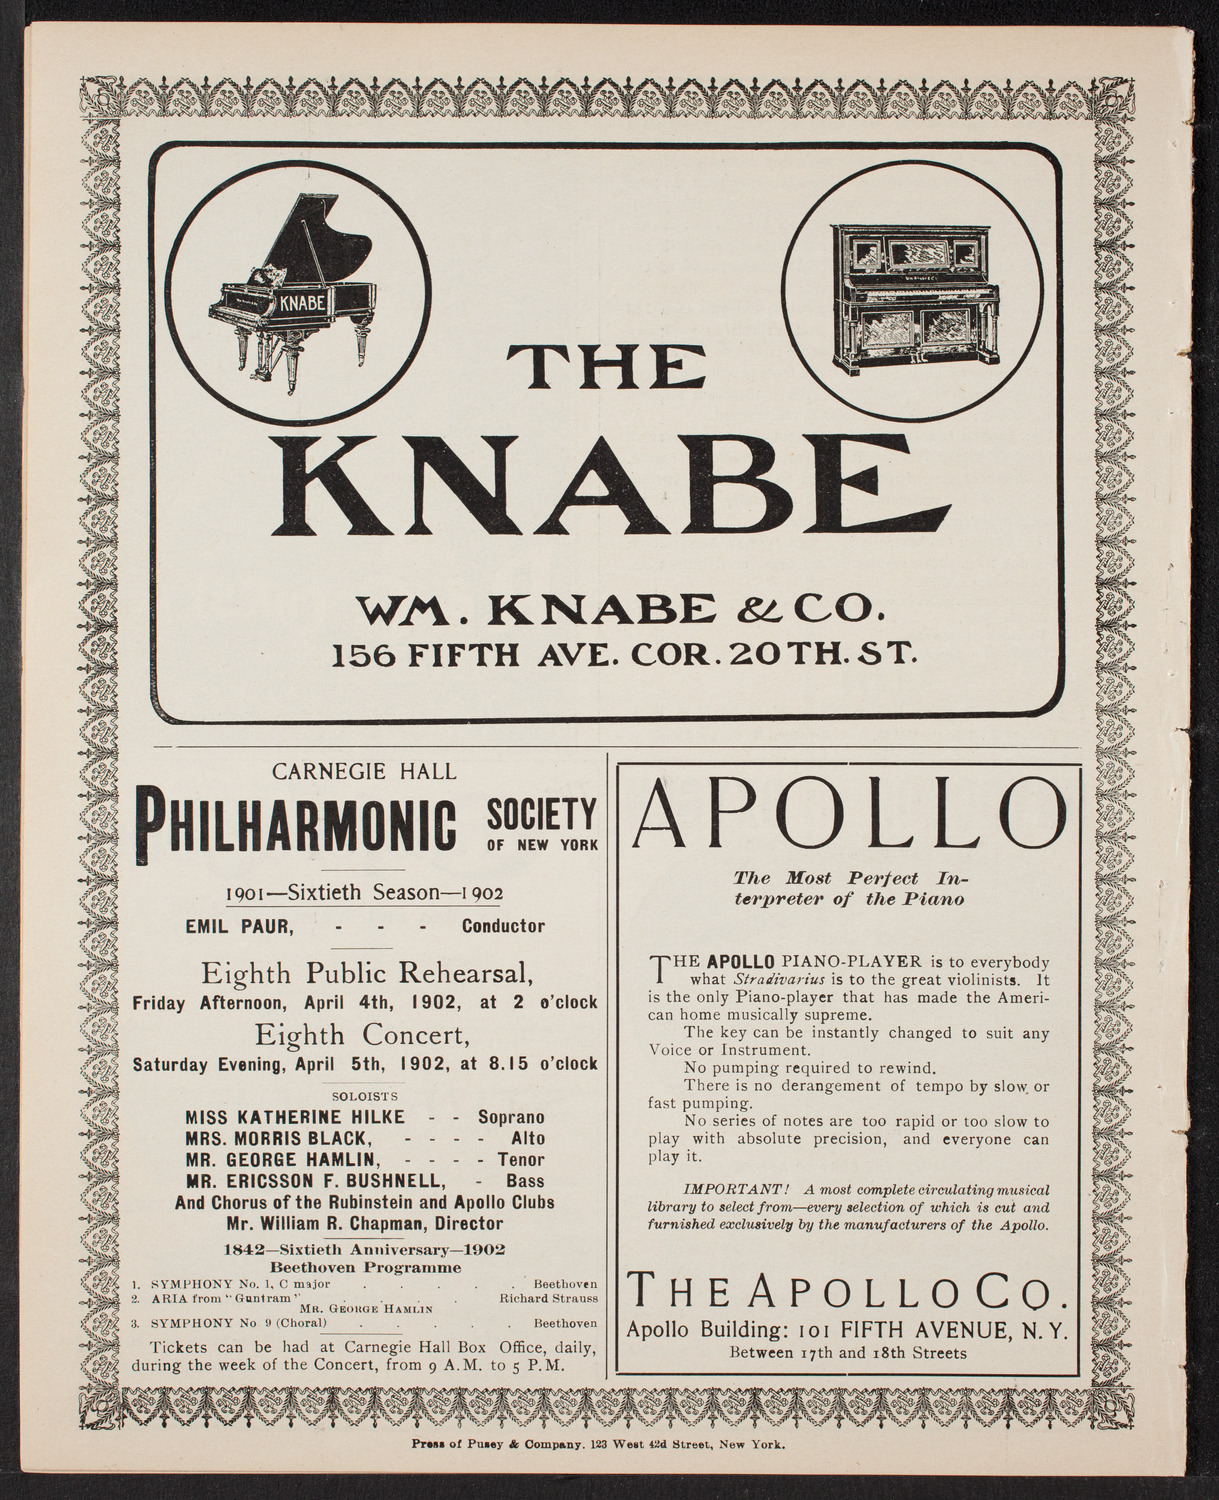 KNABE
THE
KNABE
WM. KNABE & CO.
156 FIFTH AVE. COR. 20TH. ST.
CARNEGIE HALL
PHILHARMONIC SOCIETY
OF NEW YORK
1901—Sixtieth Season—1902
EMIL PAUR, - - - Conductor
Eighth Public Rehearsal,
Friday Afternoon, April 4th, 1902, at 2 o'clock
Eighth Concert,
Saturday Evening, April 5th, 1902, at 8.15 o'clock
SOLOISTS
MISS KATHERINE HILKE - - Soprano
MRS. MORRIS BLACK, - - - - Alto
MR. GEORGE HAMLIN, - - - - Tenor
MR. ERICSSON F. BUSHNELL, - Bass
And Chorus of the Rubinstein and Apollo Clubs
Mr. William R. Chapman, Director
1842—Sixtieth Anniversary—1902
Beethoven Programme
1. SYMPHONY No. 1, C major . . . . . Beethoven
2. ARIA from "Guntram" . . . Richard Strauss
MR. GEORGE HAMLIN
3. SYMPHONY No 9 (Choral) . . . . . Beethoven
Tickets can be had at Carnegie Hall Box Office, daily,
during the week of the Concert, from 9 A.M. to 5 P.M.
APOLLO
The Most Perfect In-
terpreter of the Piano
THE APOLLO PIANO-PLAYER is to everybody
what Stradivarius is to the great violinists. It
is the only Piano-player that has made the Ameri-
can home musically supreme.
The key can be instantly changed to suit any
Voice or Instrument.
No pumping required to rewind.
There is no derangement of tempo by slow or
fast pumping.
No series of notes are too rapid or too slow to
play with absolute precision, and everyone can
play it.
IMPORTANT! A most complete circulating musical
library to select from—every selection of which is cut and
furnished exclusively by the manufacturers of the Apollo.
THE APOLLO CO.
Apollo Building: 101 FIFTH AVENUE, N. Y.
Between 17th and 18th Streets
Press of Pusey & Company. 123 West 42d Street, New York.